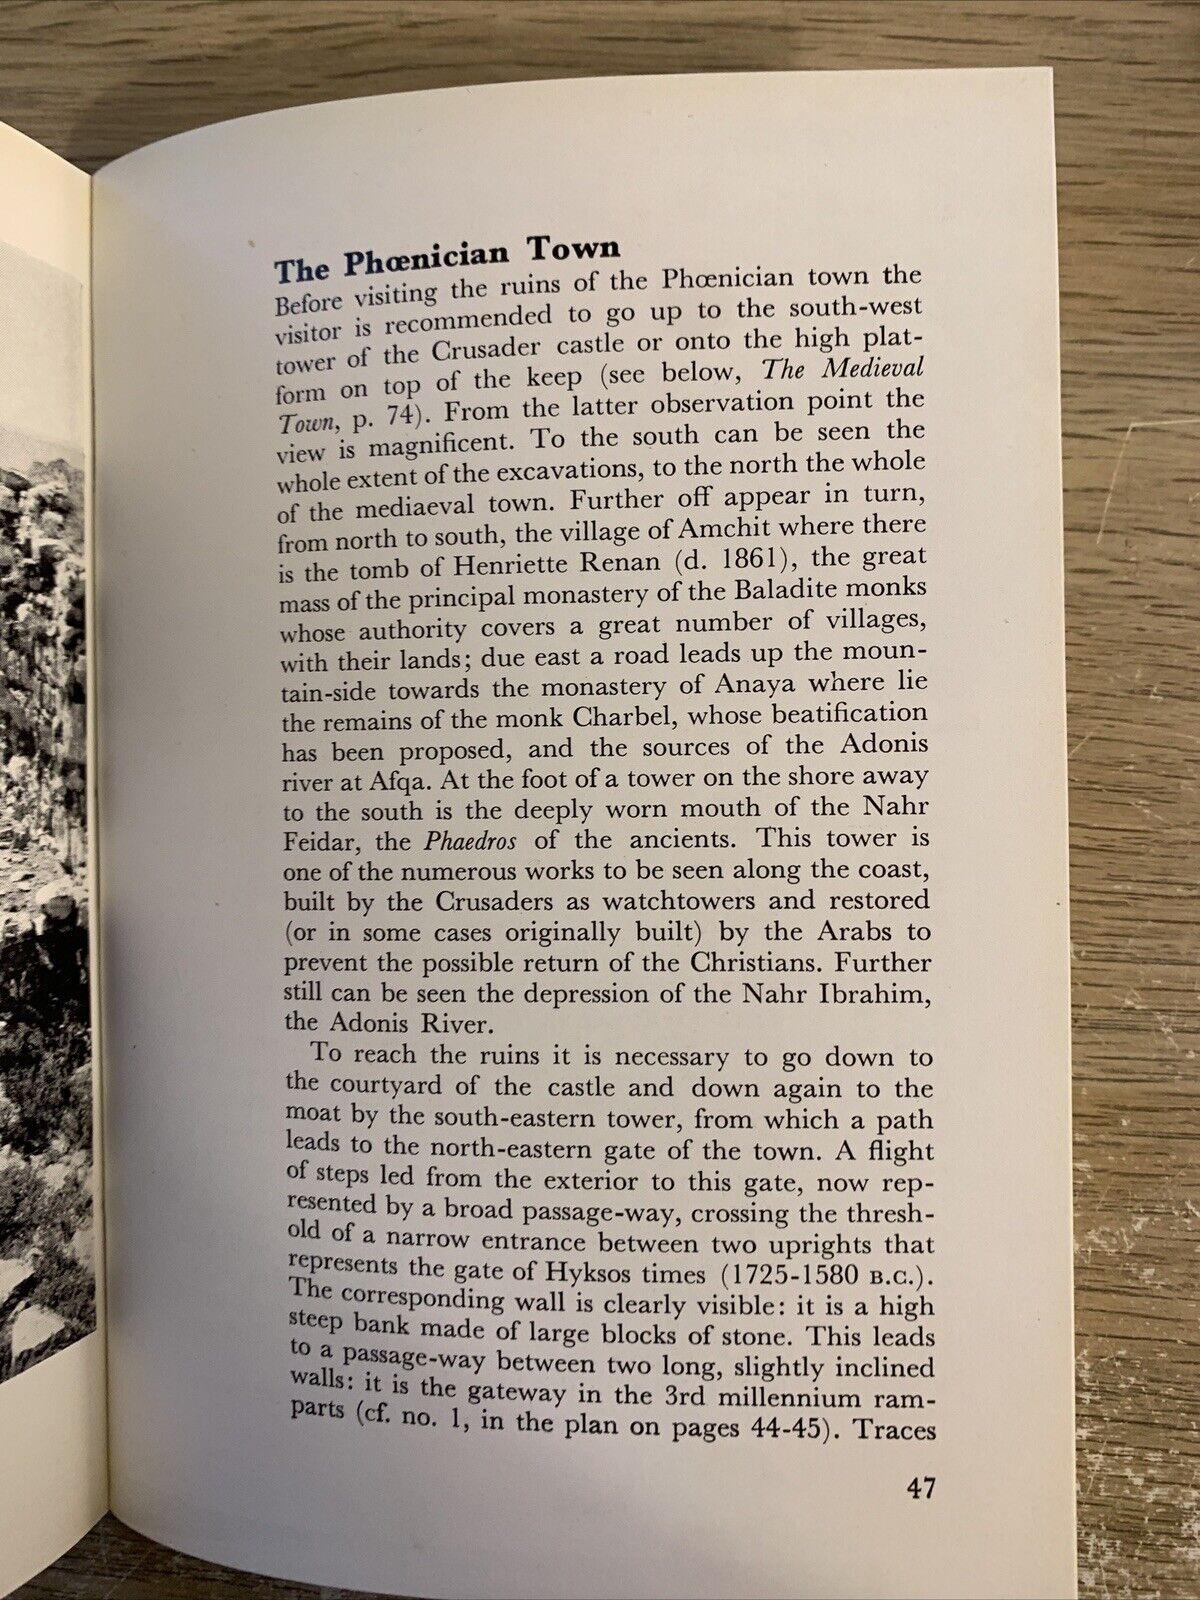 The Phœnician Town
Before visiting the ruins of the Phœnician town the
visitor is recommended to go up to the south-west
tower of the Crusader castle or onto the high plat-
form on top of the keep (see below, The Medieval
Town, p. 74). From the latter observation point the
view is magnificent. To the south can be seen the
whole extent of the excavations, to the north the whole
of the mediaeval town. Further off appear in turn,
from north to south, the village of Amchit where there
is the tomb of Henriette Renan (d. 1861), the great
mass of the principal monastery of the Baladite monks
whose authority covers a great number of villages,
with their lands; due east a road leads up the moun-
tain-side towards the monastery of Anaya where lie
the remains of the monk Charbel, whose beatification
has been proposed, and the sources of the Adonis
river at Afqa. At the foot of a tower on the shore away
to the south is the deeply worn mouth of the Nahr
Feidar, the Phaedros of the ancients. This tower is
one of the numerous works to be seen along the coast,
built by the Crusaders as watchtowers and restored
(or in some cases originally built) by the Arabs to
prevent the possible return of the Christians. Further
still can be seen the depression of the Nahr Ibrahim,
the Adonis River.
To reach the ruins it is necessary to go down to
the courtyard of the castle and down again to the
moat by the south-eastern tower, from which a path
leads to the north-eastern gate of the town. A flight
of steps led from the exterior to this gate, now rep-
resented by a broad passage-way, crossing the thresh-
old of a narrow entrance between two uprights that
represents the gate of Hyksos times (1725-1580 B.C.).
The corresponding wall is clearly visible: it is a high
steep bank made of large blocks of stone. This leads
to a passage-way between two long, slightly inclined
walls: it is the gateway in the 3rd millennium ram-
parts (cf. no. 1, in the plan on pages 44-45). Traces
47